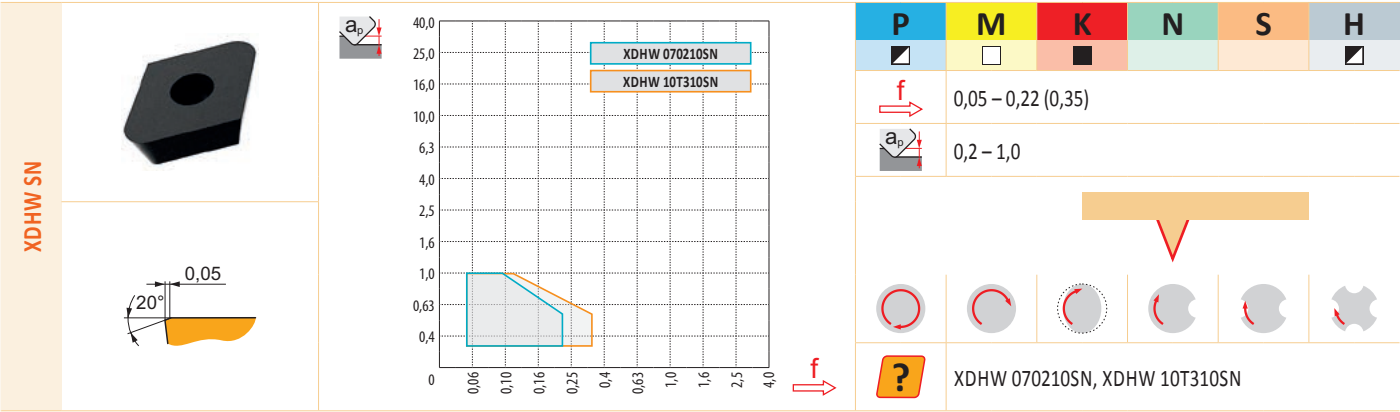 XDHW SN
0,05
20°
ap
40,0
25,0
16,0
10,0
6,3
4,0
2,5
1,6
1,0
0,63
0,4
0
XDHW 070210SN
XDHW 10T310SN
0,06
0,10
0,16
0,25
0,4
0,63
1,0
1,6
2,5
4,0
f
P M K N S H
f 0,05 – 0,22 (0,35)
ap 0,2 – 1,0
? XDHW 070210SN, XDHW 10T310SN